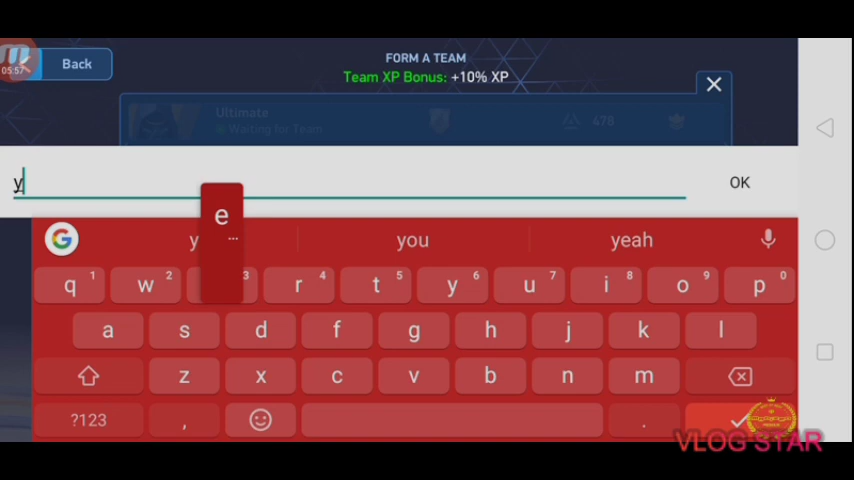 FORM A TEAM
Back
05:57
Team XP Bonus: +10% XP
Ultimate
Waiting for Team
478
y
OK
e
...
y you yeah
q 1 w 2 3 r 4 t 5 y 6 u 7 i 8 o 9 p 0
a s d f g h j k l
z x c v b n m
?123 , .
VLOG STAR